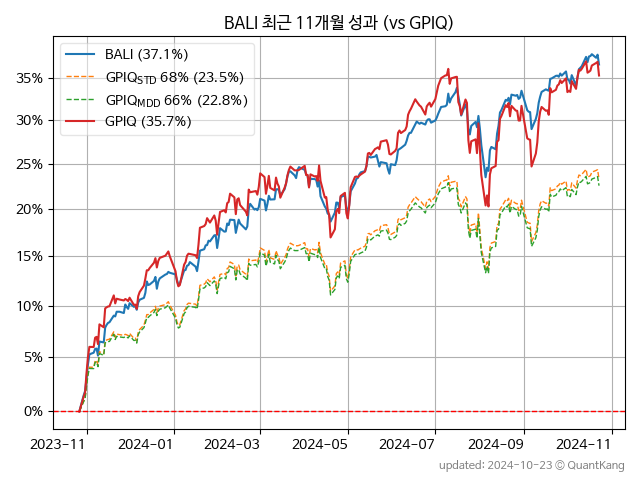 BALI 최근 11개월 성과 (vs GPIQ)
BALI (37.1%)
GPIQSTD 68% (23.5%)
GPIQMDD 66% (22.8%)
GPIQ (35.7%)
35%
30%
25%
20%
15%
10%
5%
0%
2023-11 2024-01 2024-03 2024-05 2024-07 2024-09 2024-11
updated: 2024-10-23 © QuantKang